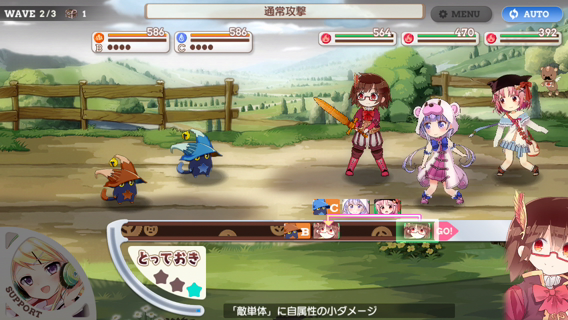 WAVE 2/3 1
通常攻撃
MENU
AUTO
586
B
586
C
564
470
392
C
B
GO!
とっておき
SUPPORT
「敵単体」に自属性の小ダメージ